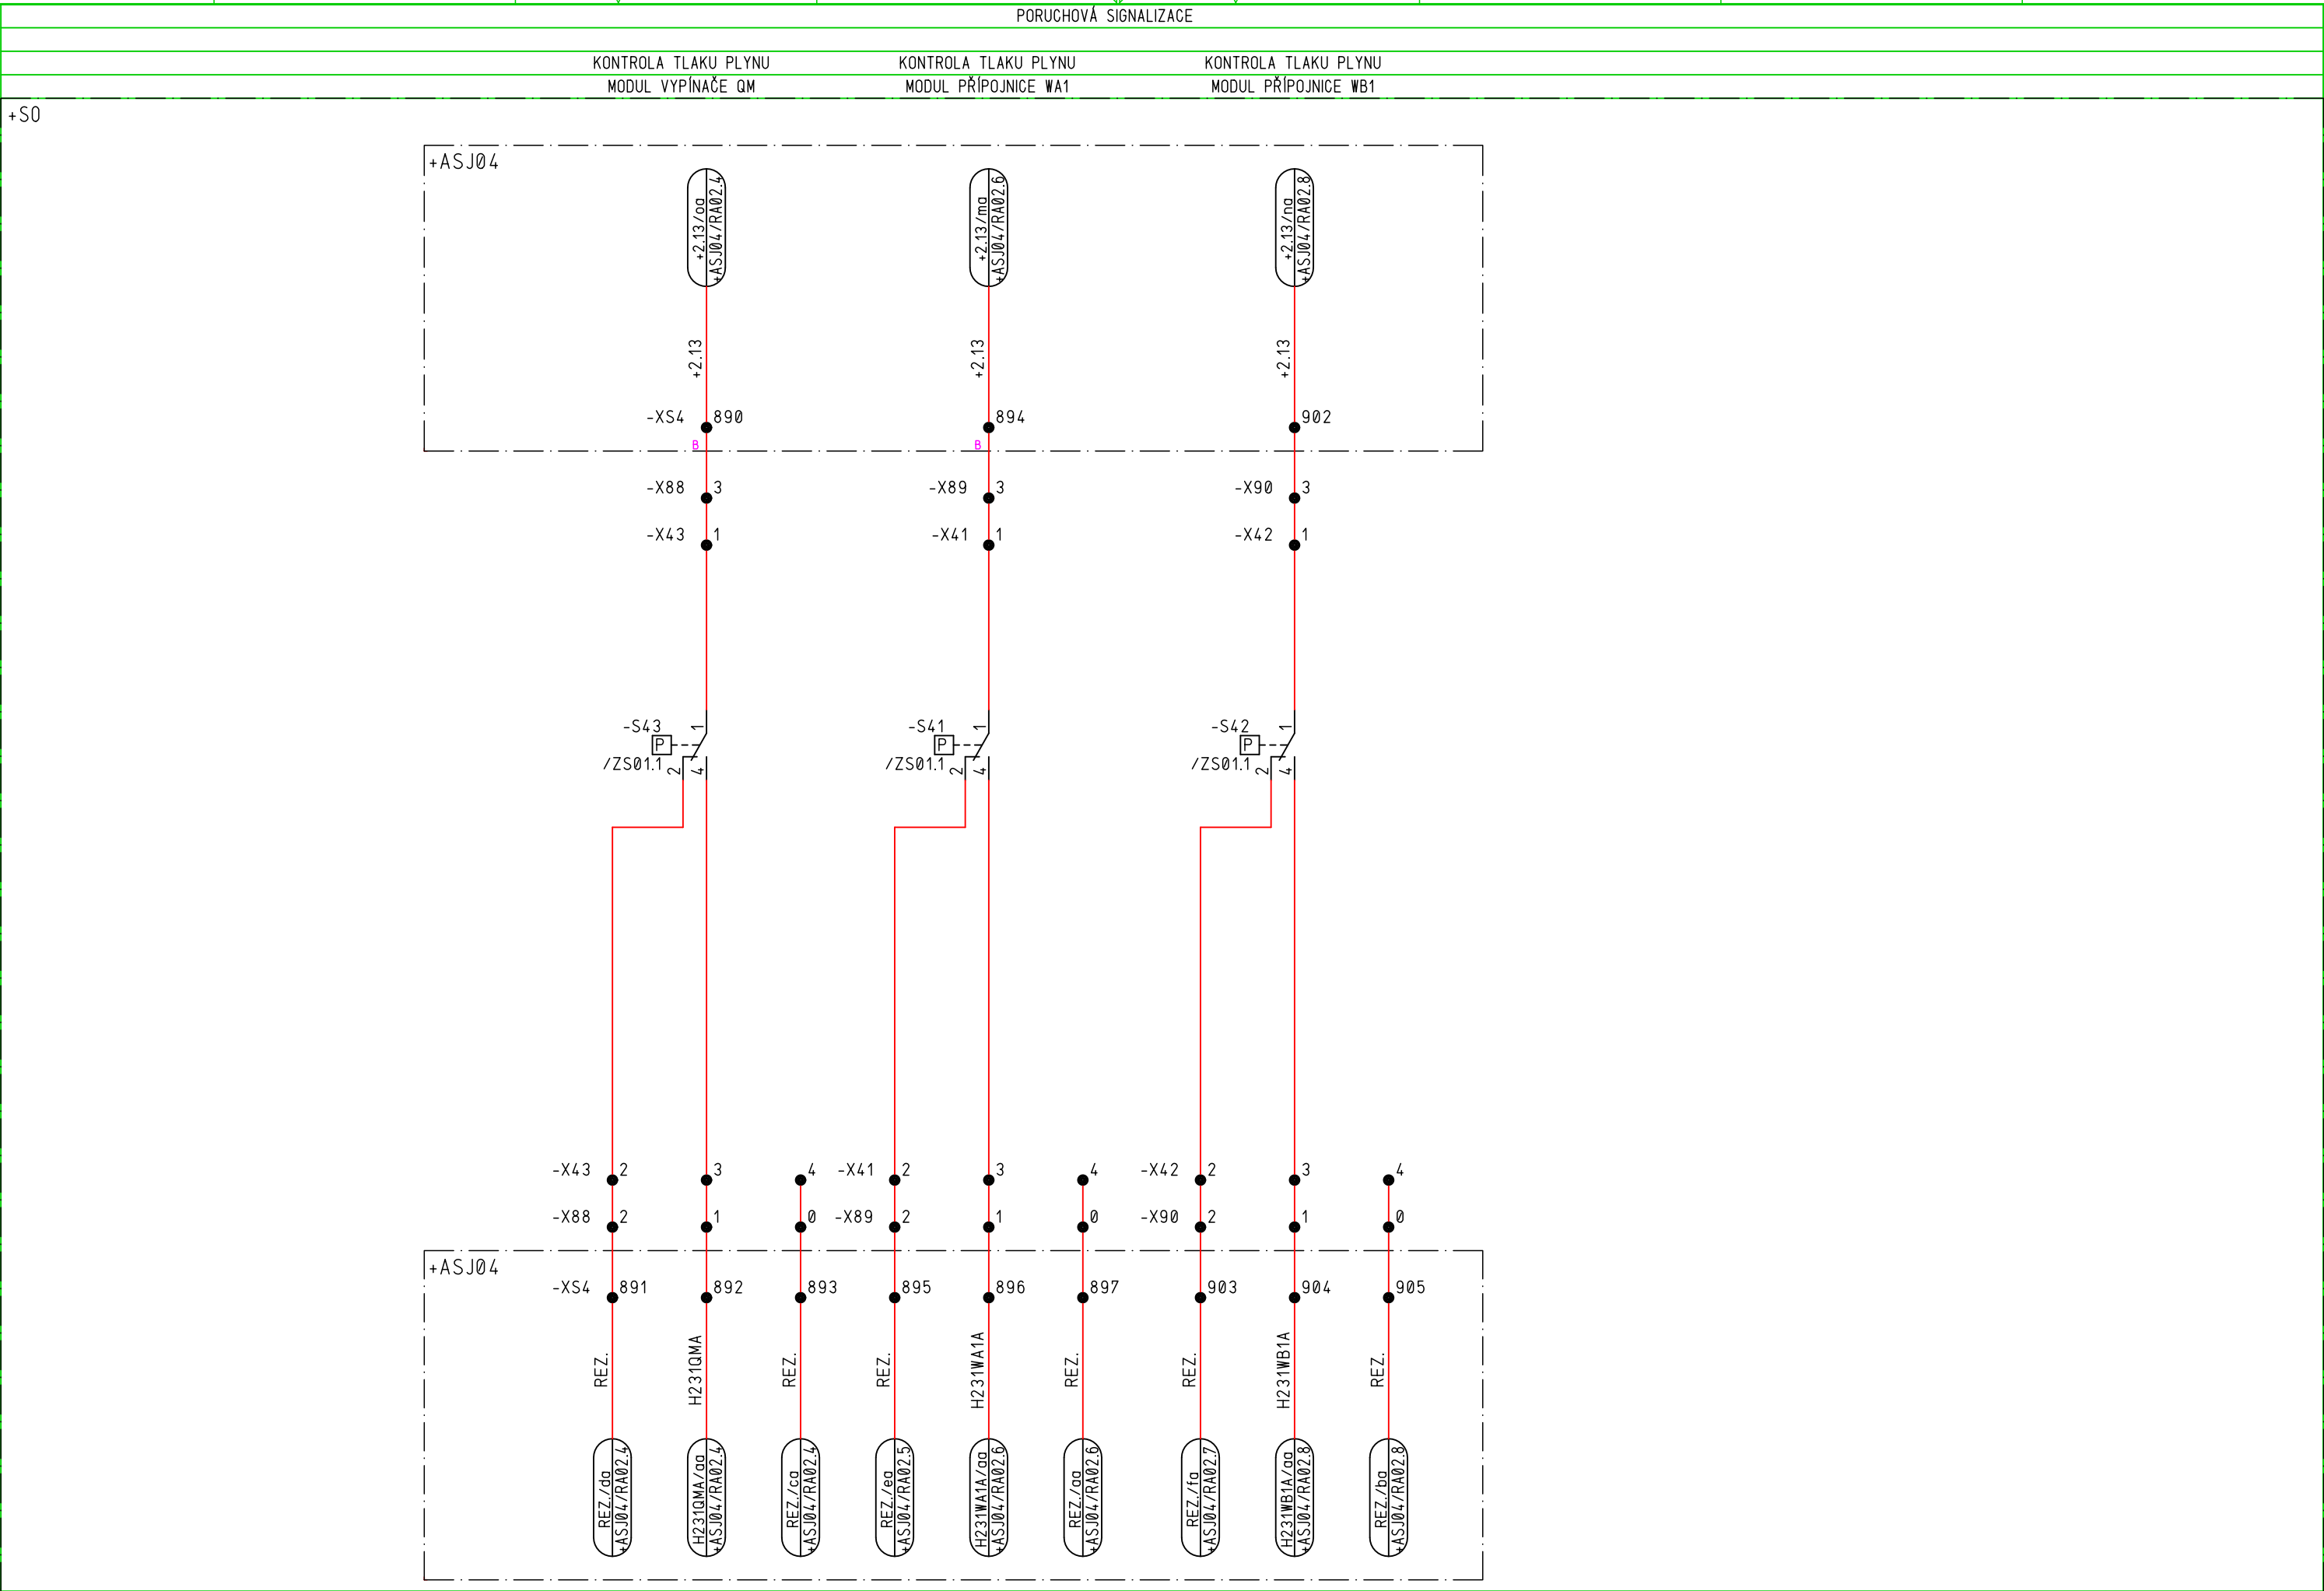 PORUCHOVÁ SIGNALIZACE
KONTROLA TLAKU PLYNU KONTROLA TLAKU PLYNU KONTROLA TLAKU PLYNU
MODUL VYPÍNAČE QM MODUL PŘÍPOJNICE WA1 MODUL PŘÍPOJNICE WB1
+S0
+ASJ04
+2.13/oa +2.13/ma +2.13/na
+ASJ04/RA02.4 +ASJ04/RA02.6 +ASJ04/RA02.8
+2.13 +2.13 +2.13
-XS4 890 894 902
B B
-X88 3 -X89 3 -X90 3
-X43 1 -X41 1 -X42 1
-S43 1 -S41 1 -S42 1
P P P
/ZS01.1 2 4 /ZS01.1 2 4 /ZS01.1 2 4
-X43 2 3 4 -X41 2 3 4 -X42 2 3 4
-X88 2 1 0 -X89 2 1 0 -X90 2 1 0
+ASJ04
-XS4 891 892 893 895 896 897 903 904 905
REZ. H231QMA REZ. REZ. H231WA1A REZ. REZ. H231WB1A REZ.
REZ./da H231QMA/aa REZ./ca REZ./ea H231WA1A/aa REZ./aa REZ./fa H231WB1A/aa REZ./ba
+ASJ04/RA02.4 +ASJ04/RA02.4 +ASJ04/RA02.4 +ASJ04/RA02.5 +ASJ04/RA02.6 +ASJ04/RA02.6 +ASJ04/RA02.7 +ASJ04/RA02.8 +ASJ04/RA02.8